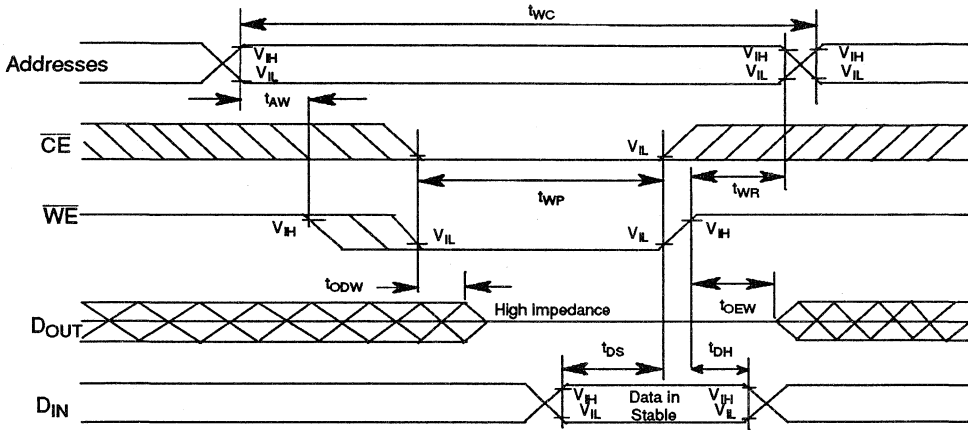 tWC
Addresses
VIH
VIL
VIH
VIL
VIH
VIL
tAW
CE
VIL
tWP
tWR
WE
VIH
VIL
VIL
VIH
tODW
High Impedance
tOEW
DOUT
tDS
tDH
DIN
VIH
VIL
Data in
Stable
VIH
VIL